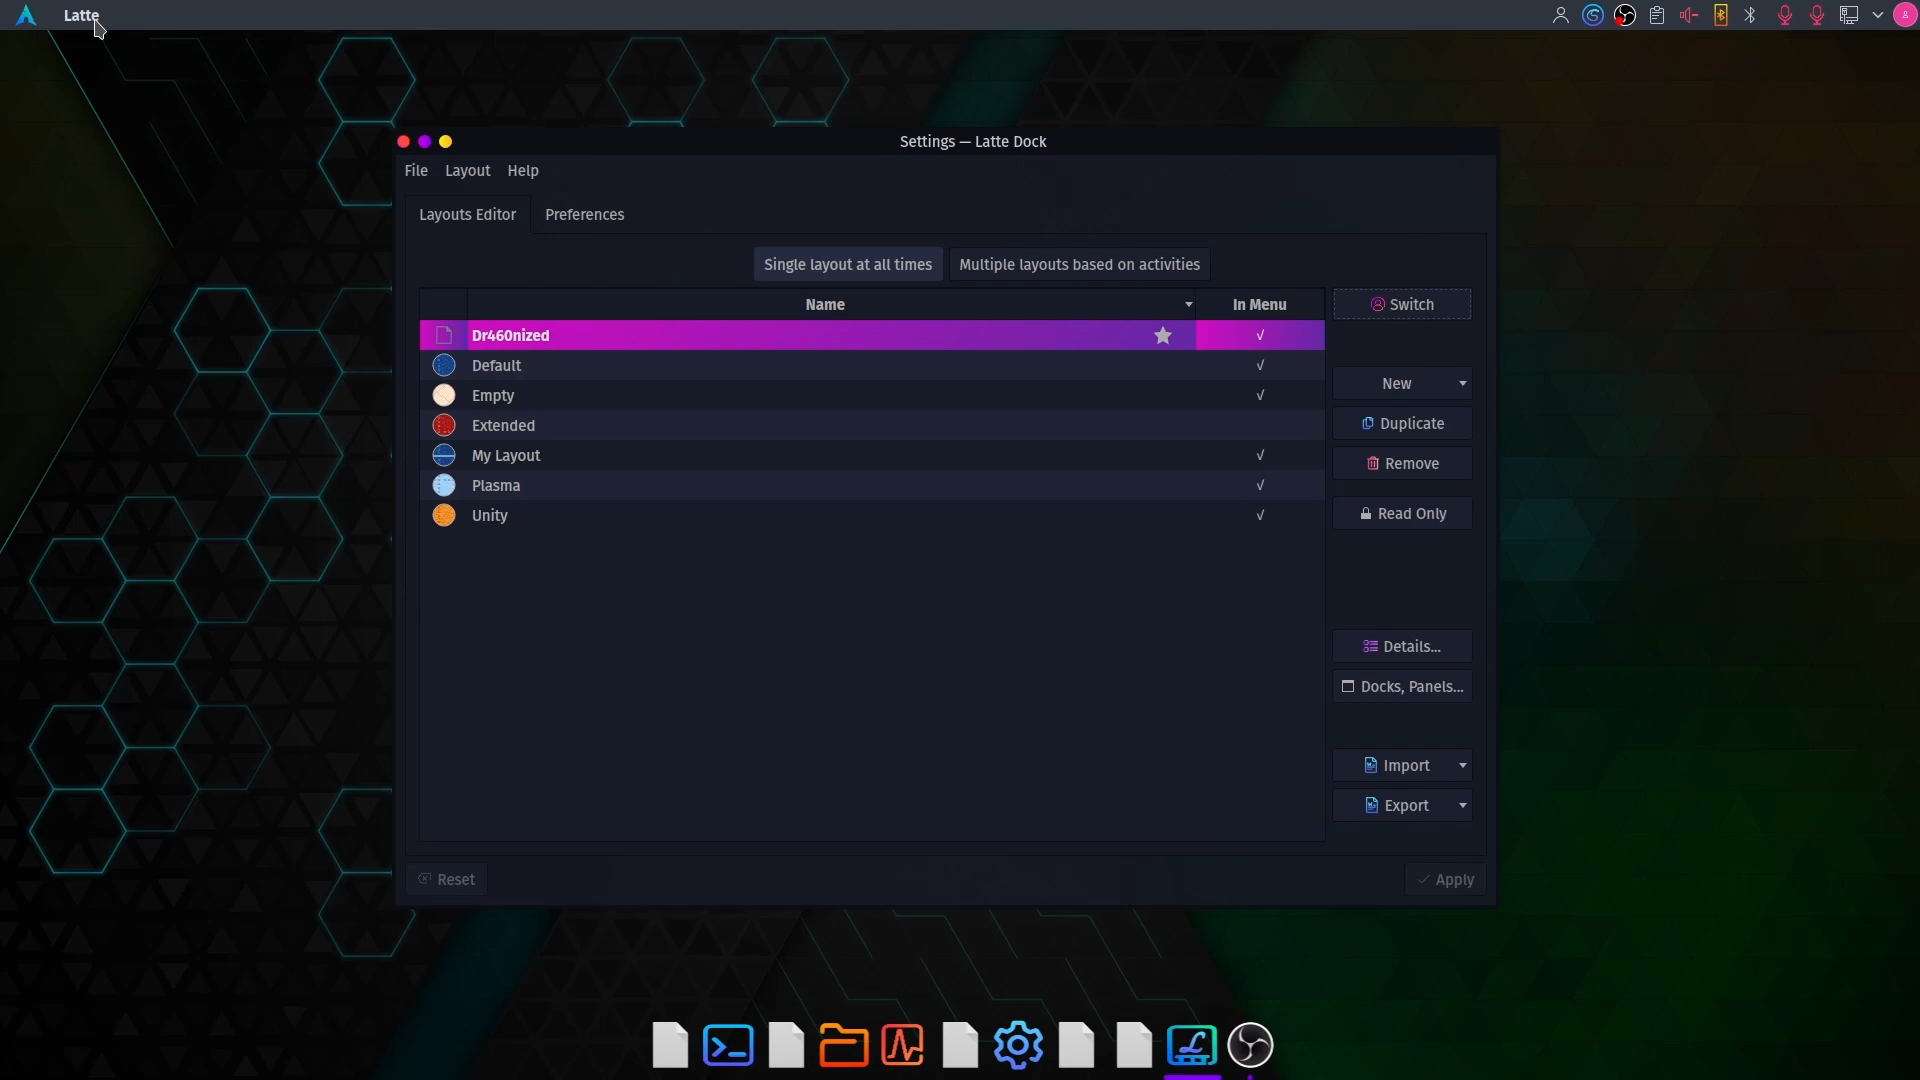 Latte
Settings — Latte Dock
File Layout Help
Layouts Editor Preferences
Single layout at all times Multiple layouts based on activities
Name In Menu Switch
Dr460nized √
Default √
New
Empty √
Duplicate
Extended
My Layout √
Remove
Plasma √
Unity √
Read Only
Details...
Docks, Panels...
Import
Export
Reset Apply